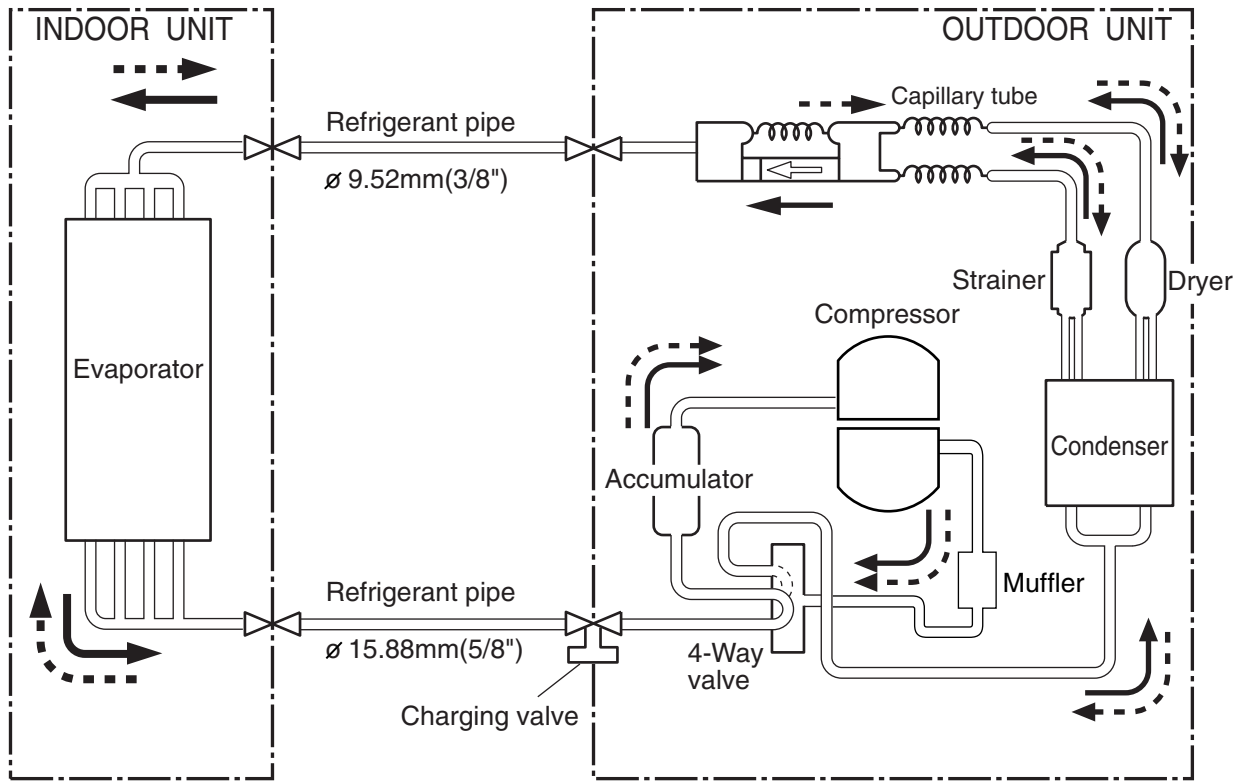 INDOOR UNIT
OUTDOOR UNIT
Refrigerant pipe
ø 9.52mm(3/8")
Capillary tube
Strainer
Dryer
Compressor
Evaporator
Condenser
Accumulator
Muffler
Refrigerant pipe
ø 15.88mm(5/8")
4-Way
valve
Charging valve